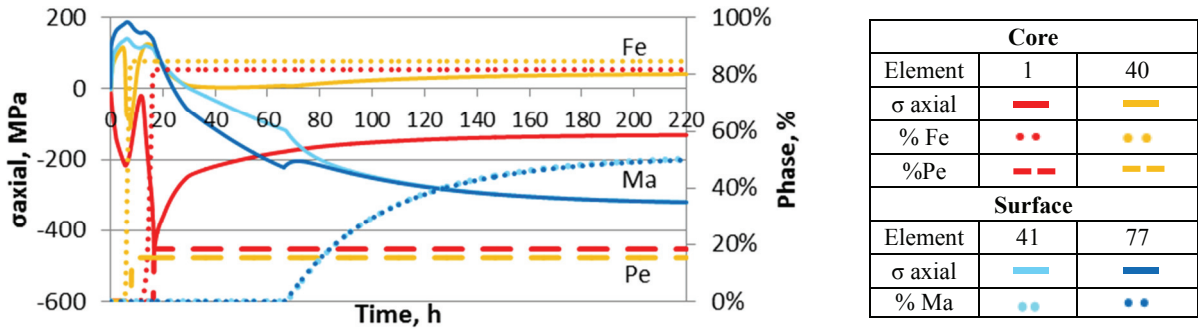 200
0
-200
-400
-600
σaxial, MPa
0 20 40 60 80 100 120 140 160 180 200 220
Time, h
100%
80%
60%
40%
20%
0%
Phase, %
Fe
Ma
Pe
Core
Element 1 40
σ axial
% Fe
%Pe
Surface
Element 41 77
σ axial
% Ma